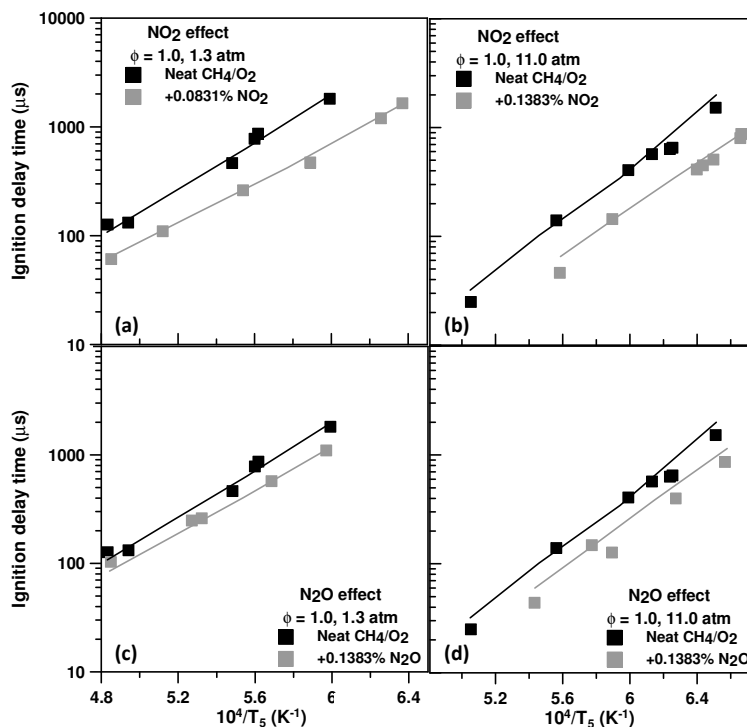 10000
1000
100
10
Ignition delay time (μs)
NO2 effect
ϕ = 1.0, 1.3 atm
Neat CH4/O2
+0.0831% NO2
(a)
NO2 effect
ϕ = 1.0, 11.0 atm
Neat CH4/O2
+0.1383% NO2
(b)
1000
100
10
Ignition delay time (μs)
N2O effect
ϕ = 1.0, 1.3 atm
Neat CH4/O2
+0.1383% N2O
(c)
4.8 5.2 5.6 6 6.4
10⁴/T5 (K⁻¹)
N2O effect
ϕ = 1.0, 11.0 atm
Neat CH4/O2
+0.1383% N2O
(d)
5.2 5.6 6 6.4
10⁴/T5 (K⁻¹)